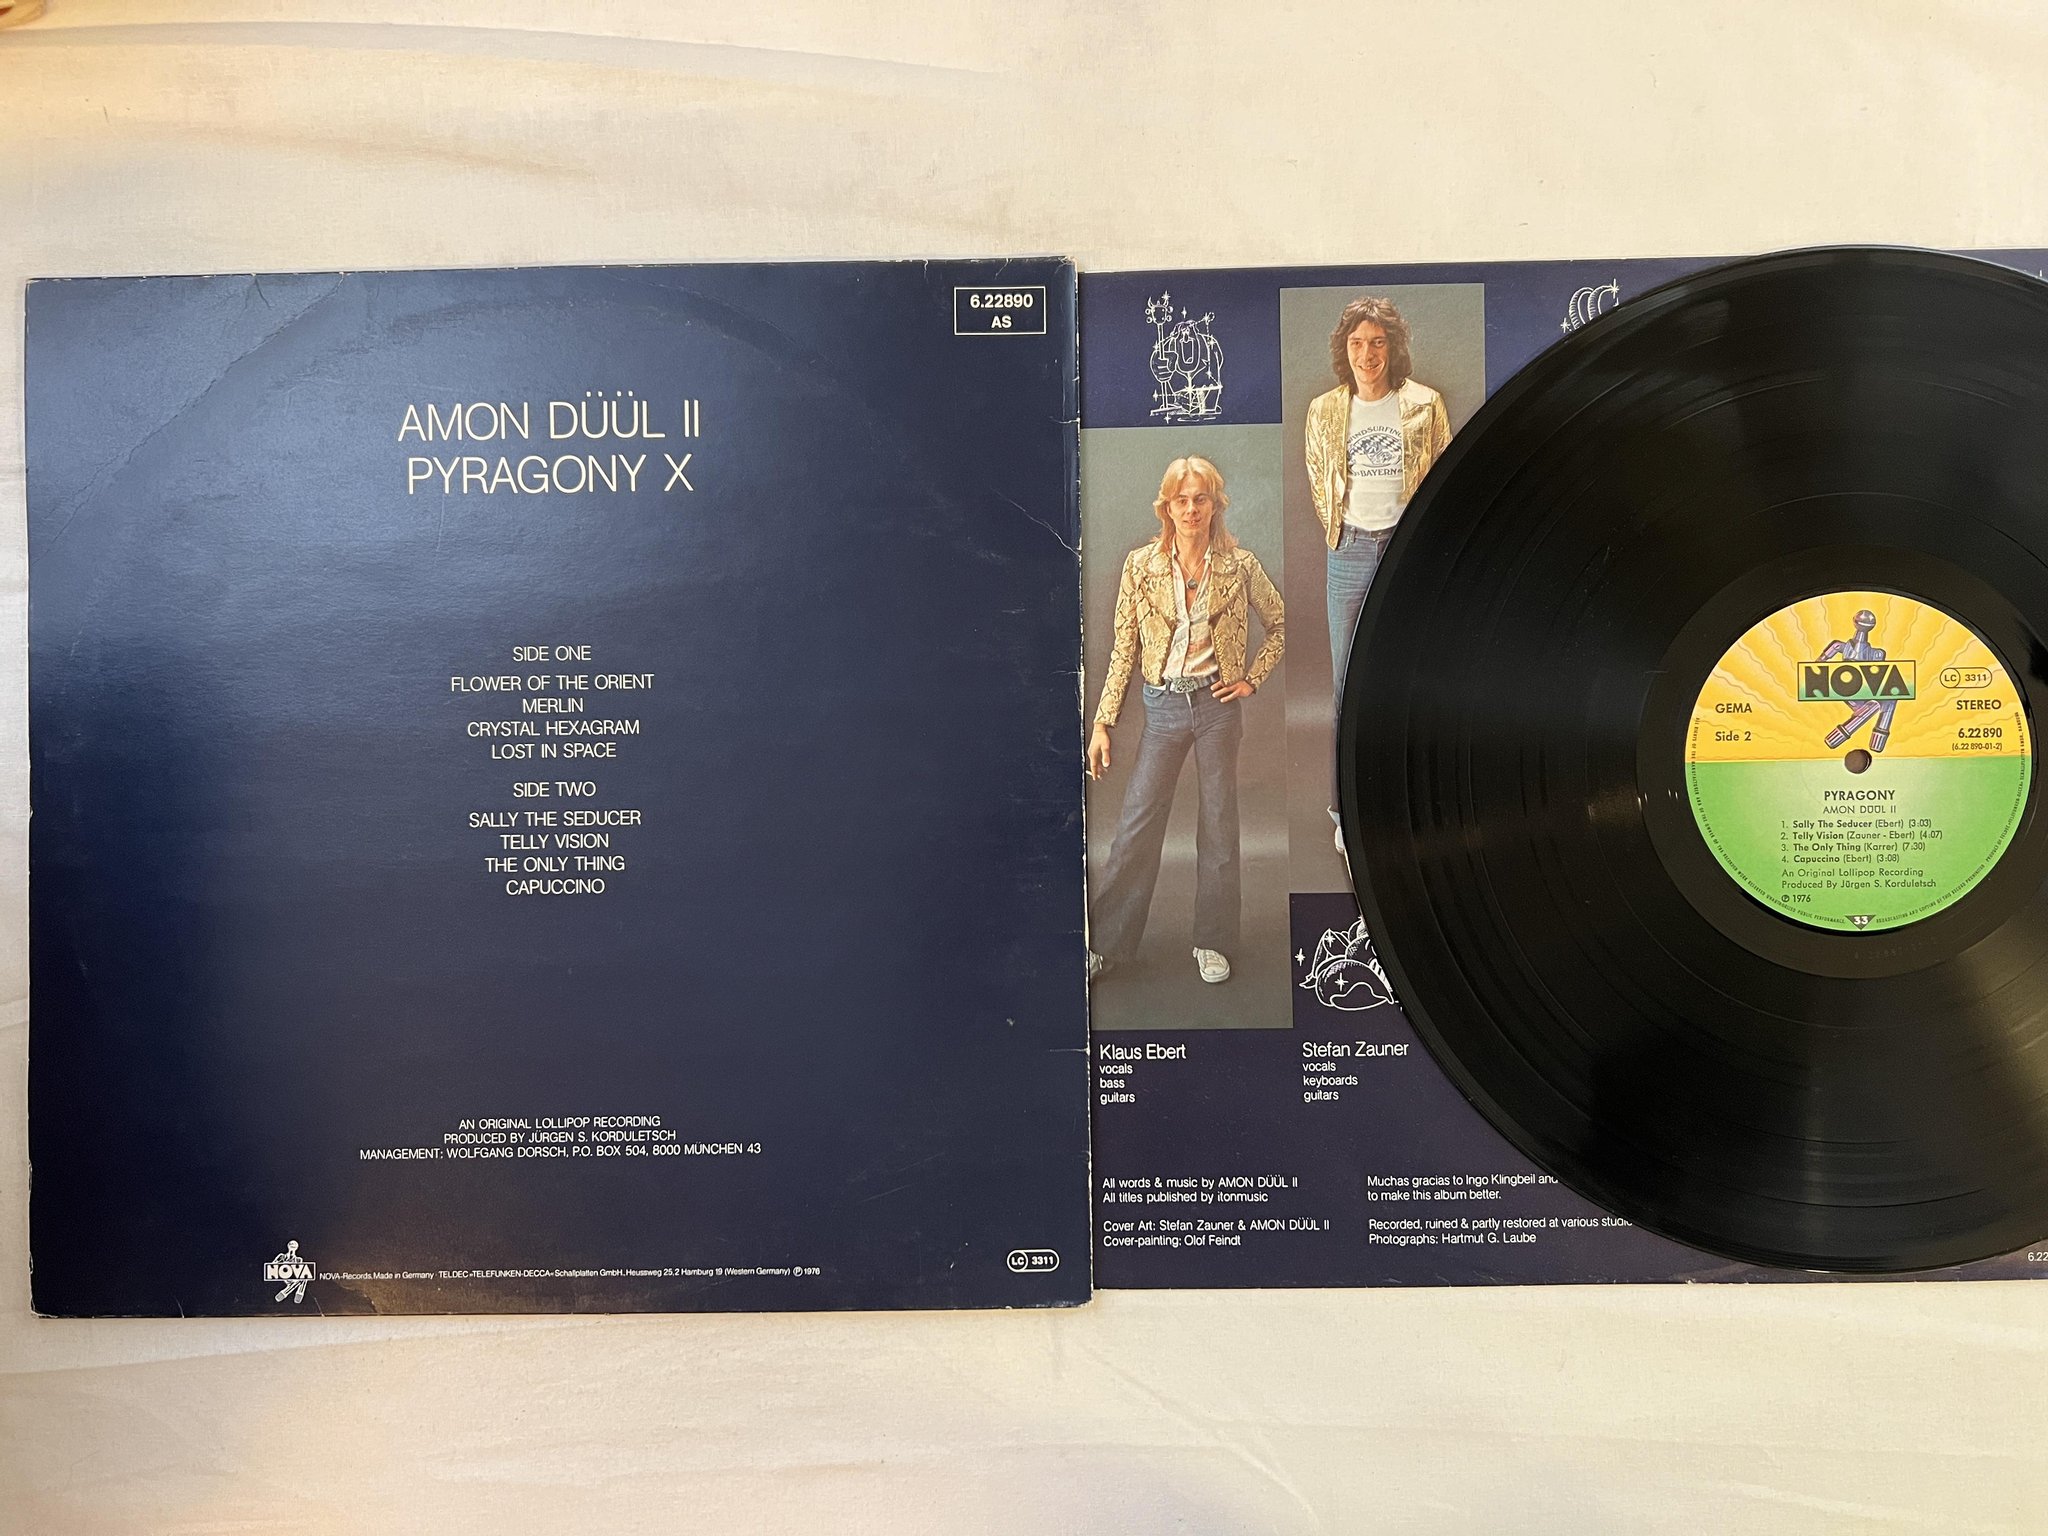 6.22890
AS
AMON DÜÜL II
PYRAGONY X
SIDE ONE
FLOWER OF THE ORIENT
MERLIN
CRYSTAL HEXAGRAM
LOST IN SPACE
SIDE TWO
SALLY THE SEDUCER
TELLY VISION
THE ONLY THING
CAPUCCINO
AN ORIGINAL LOLLIPOP RECORDING
PRODUCED BY JÜRGEN S. KORDULETSCH
MANAGEMENT: WOLFGANG DORSCH, P.O. BOX 504, 8000 MÜNCHEN 43
NOVA
NOVA-Records. Made in Germany · TELDEC »TELEFUNKEN-DECCA« Schallplatten GmbH., Heussweg 25, 2 Hamburg 19 (Western Germany) Ⓟ 1976
LC 3311
WINDSURFING
BAYERN
Klaus Ebert
vocals
bass
guitars
Stefan Zauner
vocals
keyboards
guitars
All words & music by AMON DÜÜL II
All titles published by itonmusic
Cover Art: Stefan Zauner & AMON DÜÜL II
Cover-painting: Olof Feindt
Muchas gracias to Ingo Klingbeil and
to make this album better.
Recorded, ruined & partly restored at various
Photographs: Hartmut G. Laube
6.22
NOVA
LC 3311
GEMA
STEREO
Side 2
6.22 890
(6.22 890-01-2)
PYRAGONY
AMON DÜÜL II
1. Sally The Seducer (Ebert) (3:03)
2. Telly Vision (Zauner - Ebert) (4:07)
3. The Only Thing (Karrer) (7:30)
4. Capuccino (Ebert) (3:08)
An Original Lollipop Recording
Produced By Jürgen S. Korduletsch
Ⓟ 1976
33